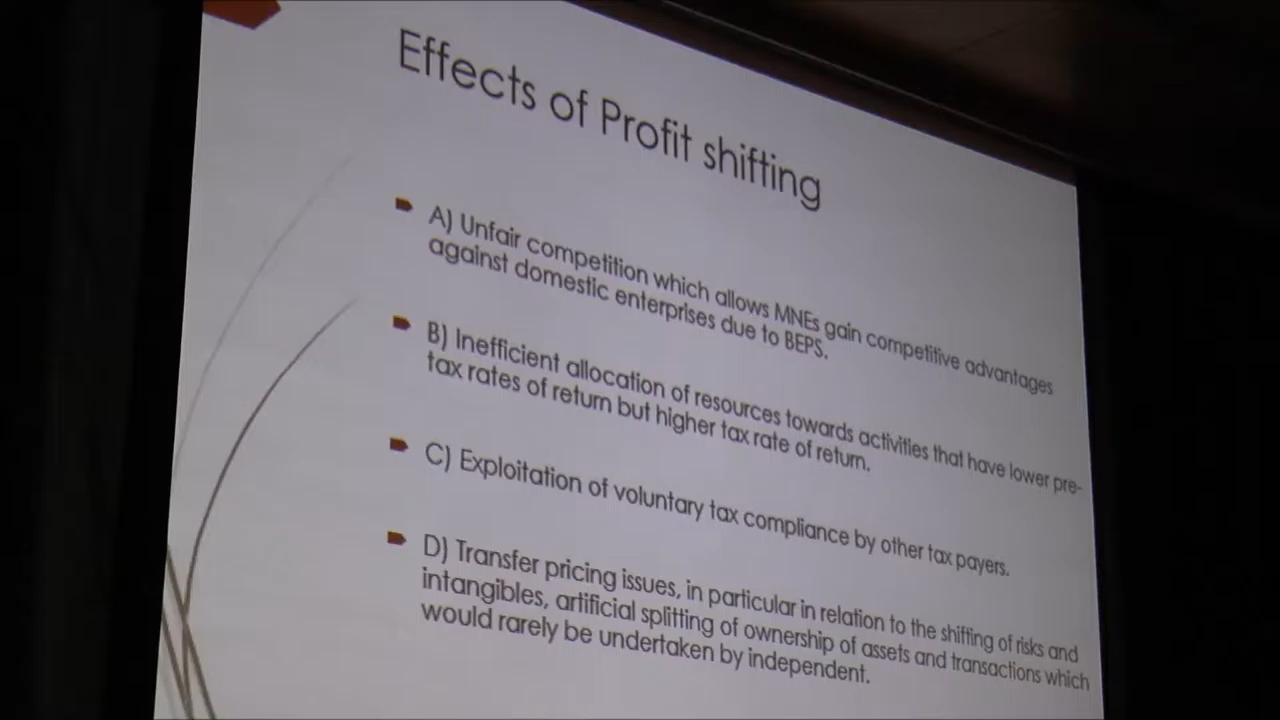 Effects of Profit shifting
A) Unfair competition which allows MNEs gain competitive advantages
against domestic enterprises due to BEPS.
B) Inefficient allocation of resources towards activities that have lower pre-
tax rates of return but higher tax rate of return.
C) Exploitation of voluntary tax compliance by other tax payers.
D) Transfer pricing issues, in particular in relation to the shifting of risks and
intangibles, artificial splitting of ownership of assets and transactions which
would rarely be undertaken by independent.